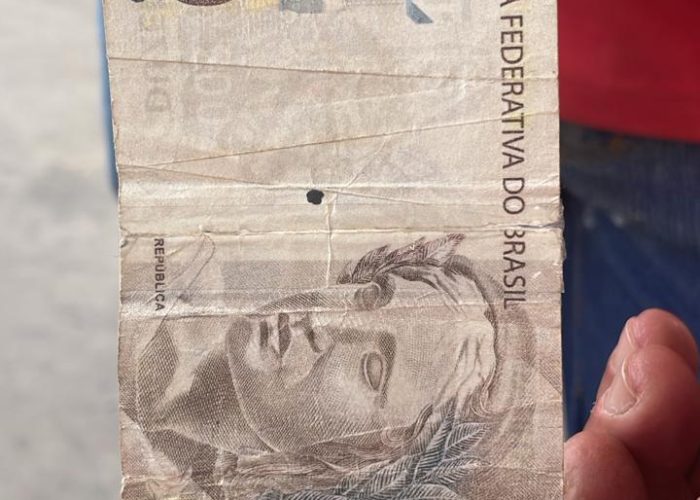 A FEDERATIVA DO BRASIL
REPÚBLICA